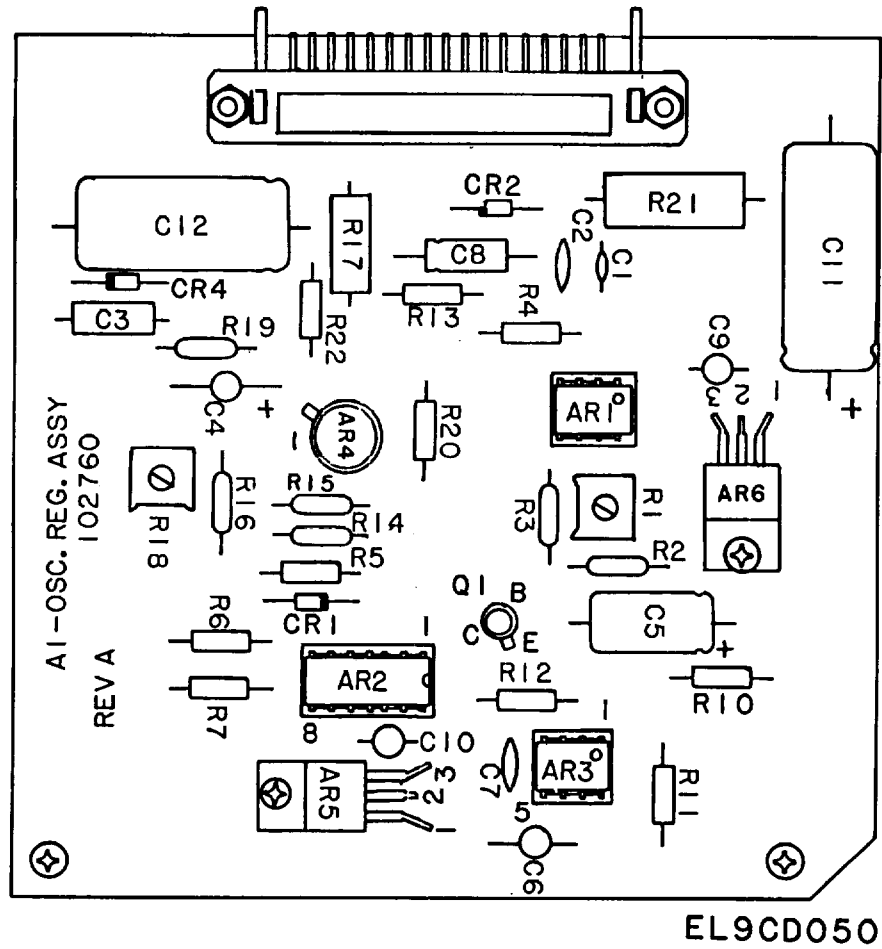 CR2
R21
C12
R17
C8
C2
C1
C11
CR4
R22
R13
R4
C3
R19
C9
C4
+
AR4
-
R20
AR1
3 2 1
+
A1-OSC. REG. ASSY
102760
REV A
R18
R16
R15
R14
R3
R1
AR6
R5
R2
CR1
Q1
B
C
E
C5
+
R6
R7
1
AR2
8
R12
R10
C10
AR5
3
2
1
C7
1
AR3
5
R11
C6
EL9CD050